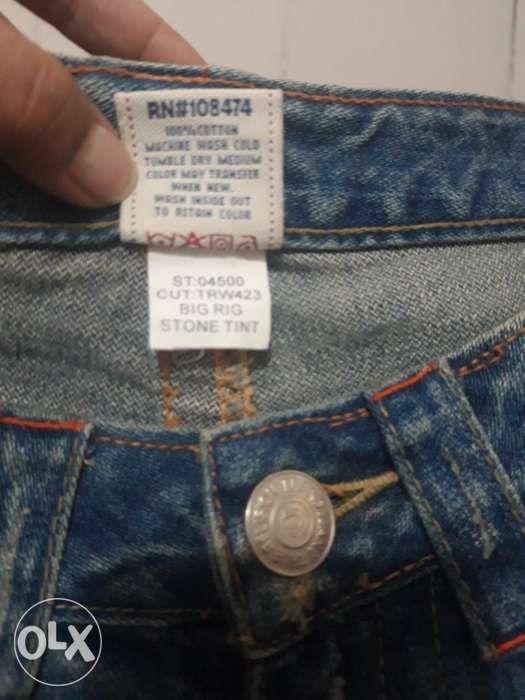 RN#108474
100% COTTON
MACHINE WASH COLD
TUMBLE DRY MEDIUM
COLOR MAY TRANSFER
WHEN NEW.
WASH INSIDE OUT
TO RETAIN COLOR
ST:04500
CUT:TRW423
BIG RIG
STONE TINT
OLX